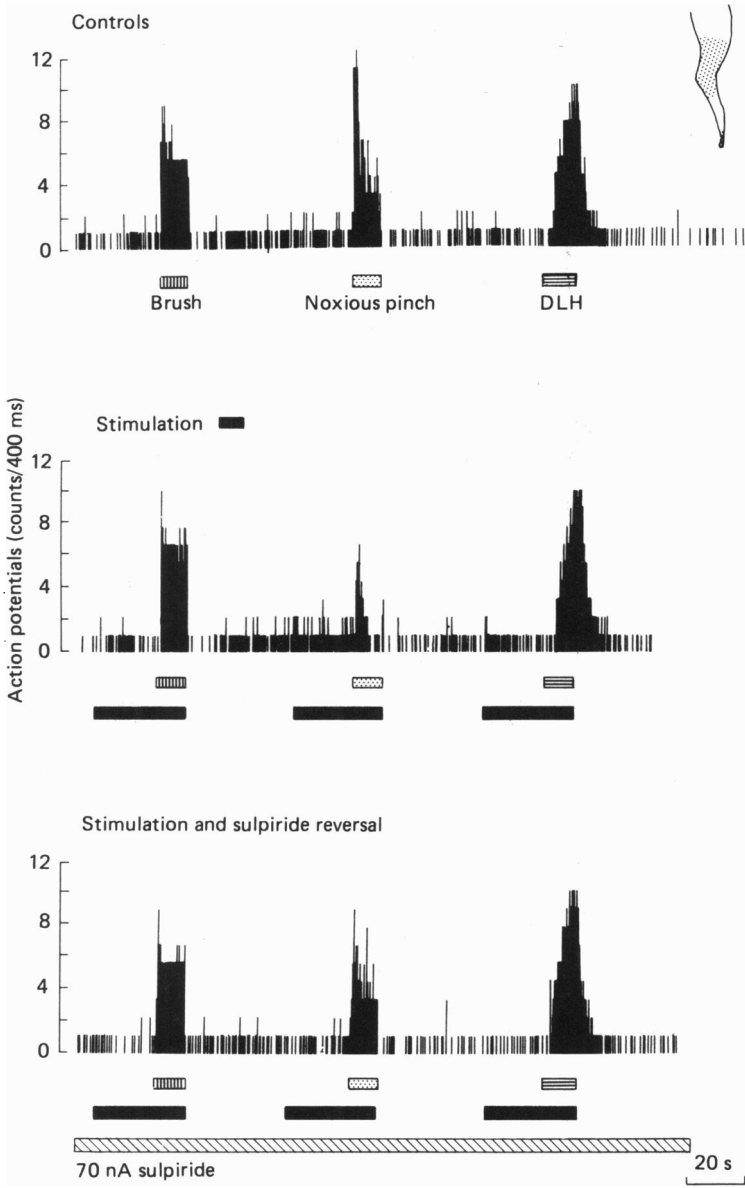 Controls
12
8
4
0
Brush Noxious pinch DLH
Action potentials (counts/400 ms)
Stimulation
12
8
4
0
Stimulation and sulpiride reversal
12
8
4
0
70 nA sulpiride
20 s